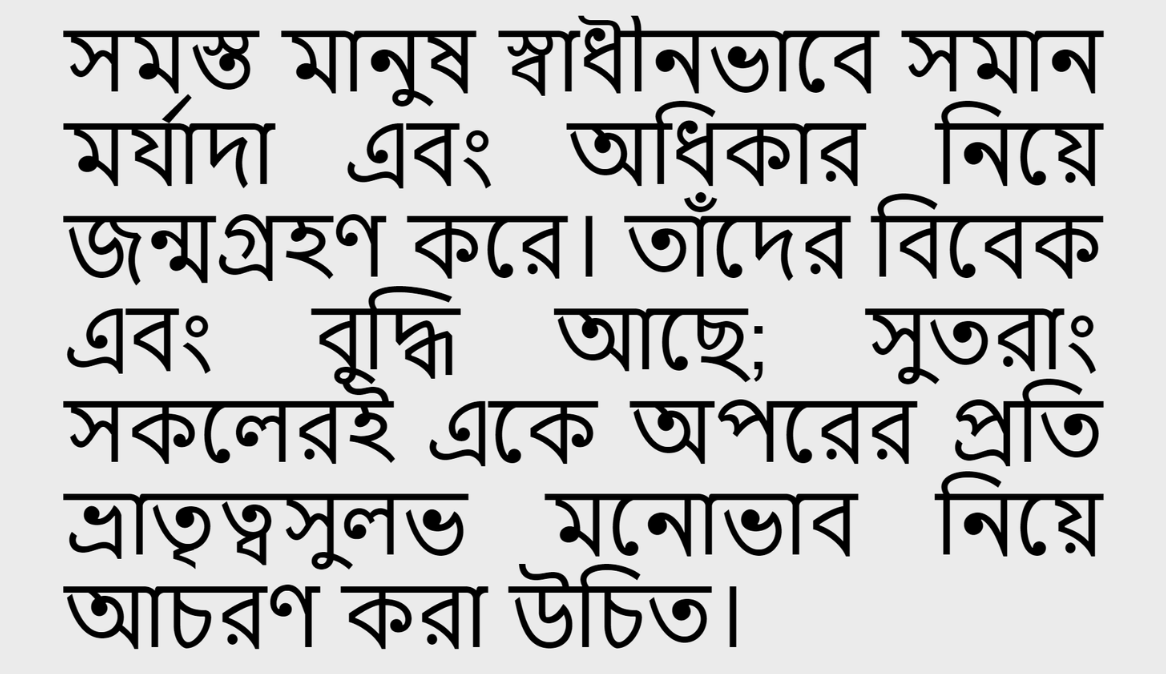 সমস্ত মানুষ স্বাধীনভাবে সমান
মর্যাদা এবং অধিকার নিয়ে
জন্মগ্রহণ করে। তাঁদের বিবেক
এবং বুদ্ধি আছে; সুতরাং
সকলেরই একে অপরের প্রতি
ভ্রাতৃত্বসুলভ মনোভাব নিয়ে
আচরণ করা উচিত।